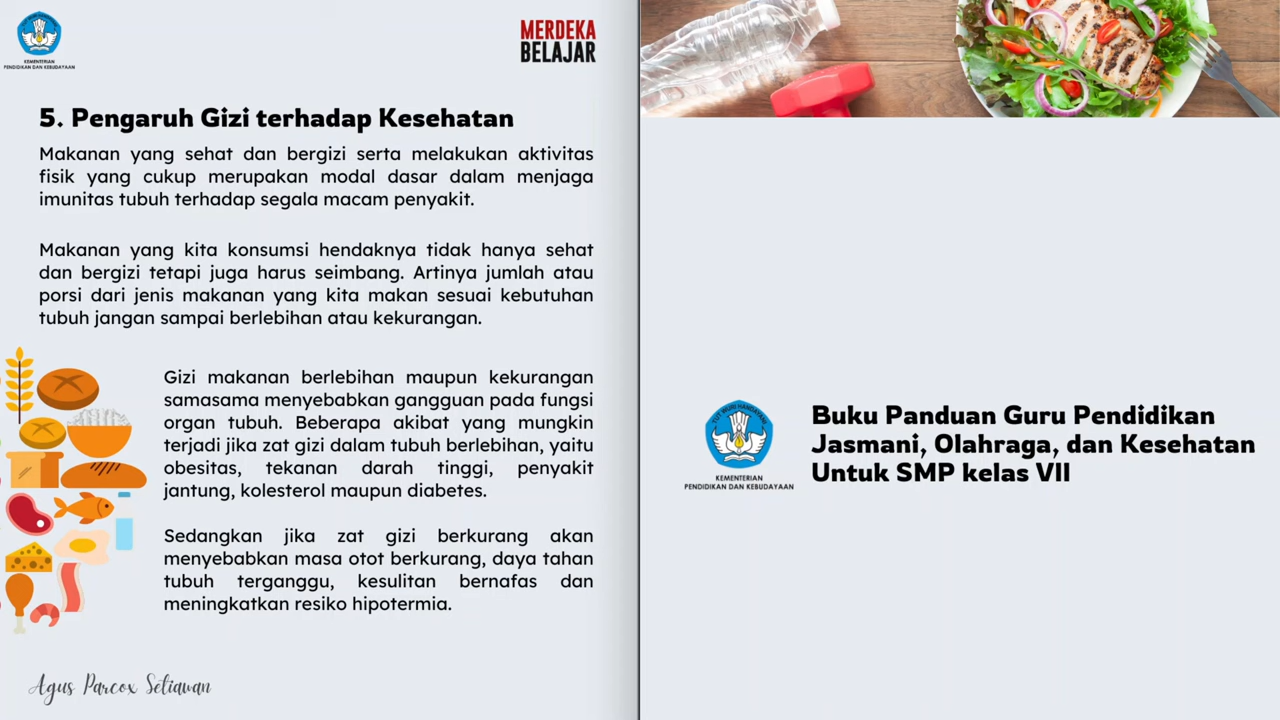 KEMENTERIAN
PENDIDIKAN DAN KEBUDAYAAN
MERDEKA
BELAJAR
5. Pengaruh Gizi terhadap Kesehatan
Makanan yang sehat dan bergizi serta melakukan aktivitas
fisik yang cukup merupakan modal dasar dalam menjaga
imunitas tubuh terhadap segala macam penyakit.
Makanan yang kita konsumsi hendaknya tidak hanya sehat
dan bergizi tetapi juga harus seimbang. Artinya jumlah atau
porsi dari jenis makanan yang kita makan sesuai kebutuhan
tubuh jangan sampai berlebihan atau kekurangan.
Gizi makanan berlebihan maupun kekurangan
samasama menyebabkan gangguan pada fungsi
organ tubuh. Beberapa akibat yang mungkin
terjadi jika zat gizi dalam tubuh berlebihan, yaitu
obesitas, tekanan darah tinggi, penyakit
jantung, kolesterol maupun diabetes.
Sedangkan jika zat gizi berkurang akan
menyebabkan masa otot berkurang, daya tahan
tubuh terganggu, kesulitan bernafas dan
meningkatkan resiko hipotermia.
Agus Parcox Setiawan
TUT WURI HANDAYANI
KEMENTERIAN
PENDIDIKAN DAN KEBUDAYAAN
Buku Panduan Guru Pendidikan
Jasmani, Olahraga, dan Kesehatan
Untuk SMP kelas VII